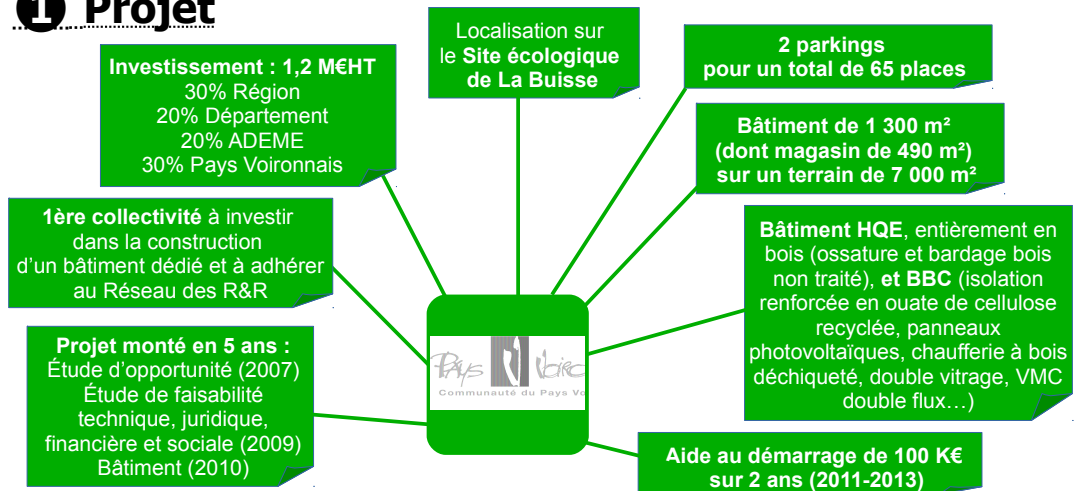 1 Projet
Localisation sur
le Site écologique
de La Buisse
2 parkings
pour un total de 65 places
Investissement : 1,2 M€HT
30% Région
20% Département
20% ADEME
30% Pays Voironnais
Bâtiment de 1 300 m²
(dont magasin de 490 m²)
sur un terrain de 7 000 m²
1ère collectivité à investir
dans la construction
d’un bâtiment dédié et à adhérer
au Réseau des R&R
Bâtiment HQE, entièrement en
bois (ossature et bardage bois
non traité), et BBC (isolation
renforcée en ouate de cellulose
recyclée, panneaux
photovoltaïques, chaufferie à bois
déchiqueté, double vitrage, VMC
double flux…)
Projet monté en 5 ans :
Étude d’opportunité (2007)
Étude de faisabilité
technique, juridique,
financière et sociale (2009)
Bâtiment (2010)
PAYS Voiro
Communauté du Pays Vo
Aide au démarrage de 100 K€
sur 2 ans (2011-2013)